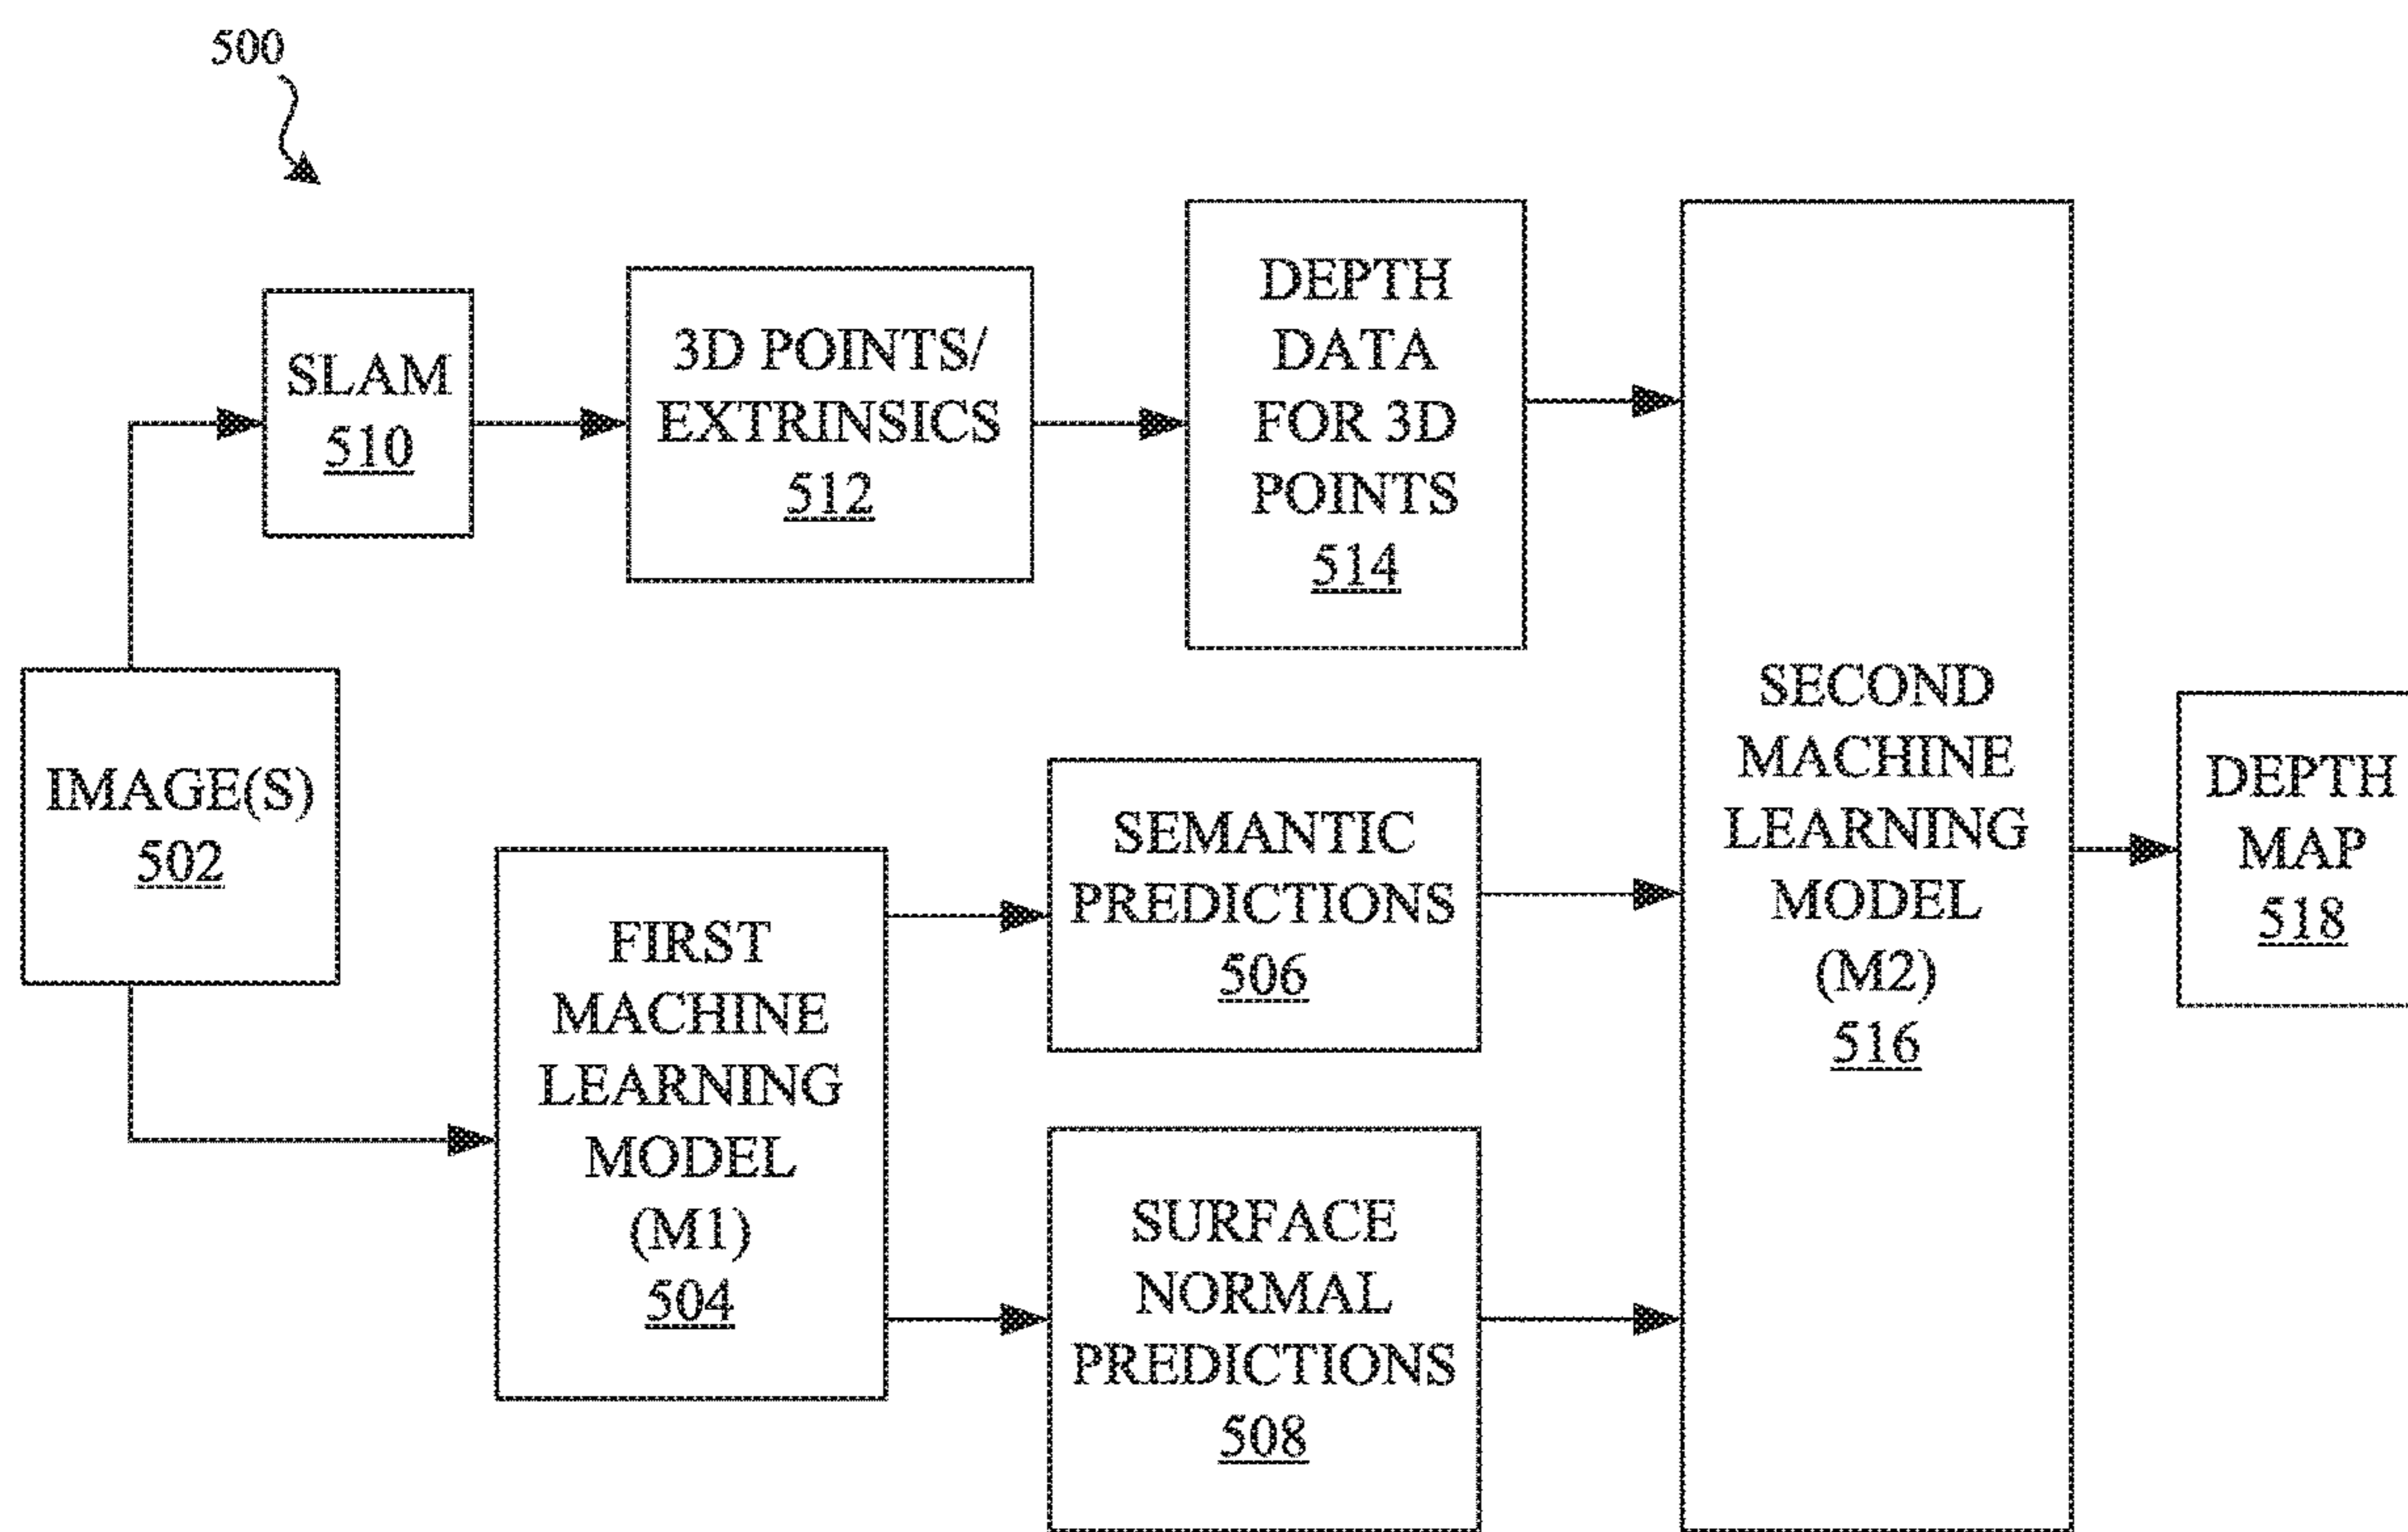 500
SLAM
510
3D POINTS/
EXTRINSICS
512
DEPTH
DATA
FOR 3D
POINTS
514
IMAGE(S)
502
FIRST
MACHINE
LEARNING
MODEL
(M1)
504
SEMANTIC
PREDICTIONS
506
SURFACE
NORMAL
PREDICTIONS
508
SECOND
MACHINE
LEARNING
MODEL
(M2)
516
DEPTH
MAP
518